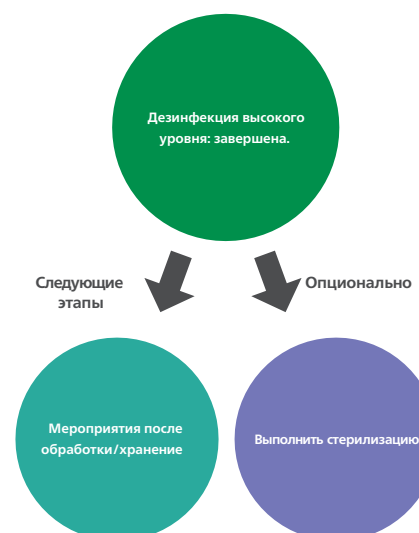 Дезинфекция высокого
уровня: завершена.
Следующие
этапы
Опционально
Мероприятия после
обработки/хранение
Выполнить стерилизацию